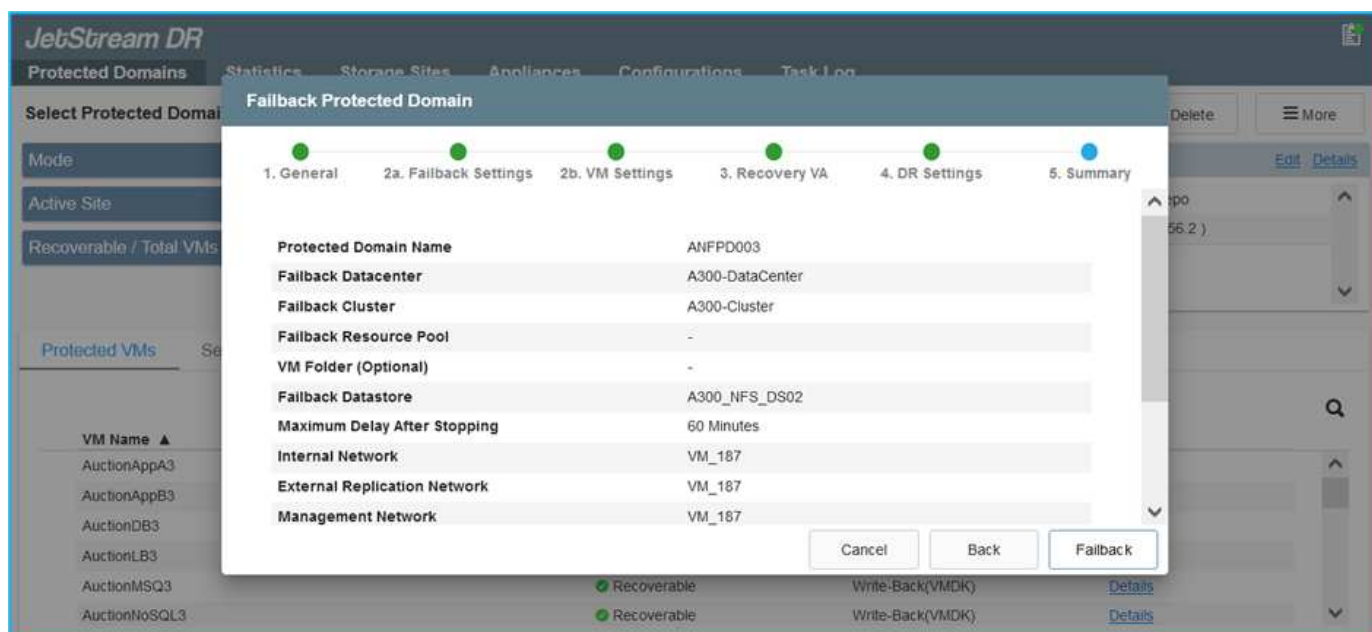 JetStream DR
Protected Domains Statistics Storage Sites Appliances Configurations Task Log
Select Protected Domai Delete More
Failback Protected Domain
Mode Edit Details
1. General 2a. Failback Settings 2b. VM Settings 3. Recovery VA 4. DR Settings 5. Summary
Active Site epo
Recoverable / Total VMs 56.2 )
Protected Domain Name ANFPD003
Failback Datacenter A300-DataCenter
Failback Cluster A300-Cluster
Failback Resource Pool -
VM Folder (Optional) -
Failback Datastore A300_NFS_DS02
Maximum Delay After Stopping 60 Minutes
Internal Network VM_187
External Replication Network VM_187
Management Network VM_187
Cancel Back Failback
Protected VMs Se
VM Name ▲
AuctionAppA3
AuctionAppB3
AuctionDB3
AuctionLB3
AuctionMSQ3 Recoverable Write-Back(VMDK) Details
AuctionNoSQL3 Recoverable Write-Back(VMDK) Details